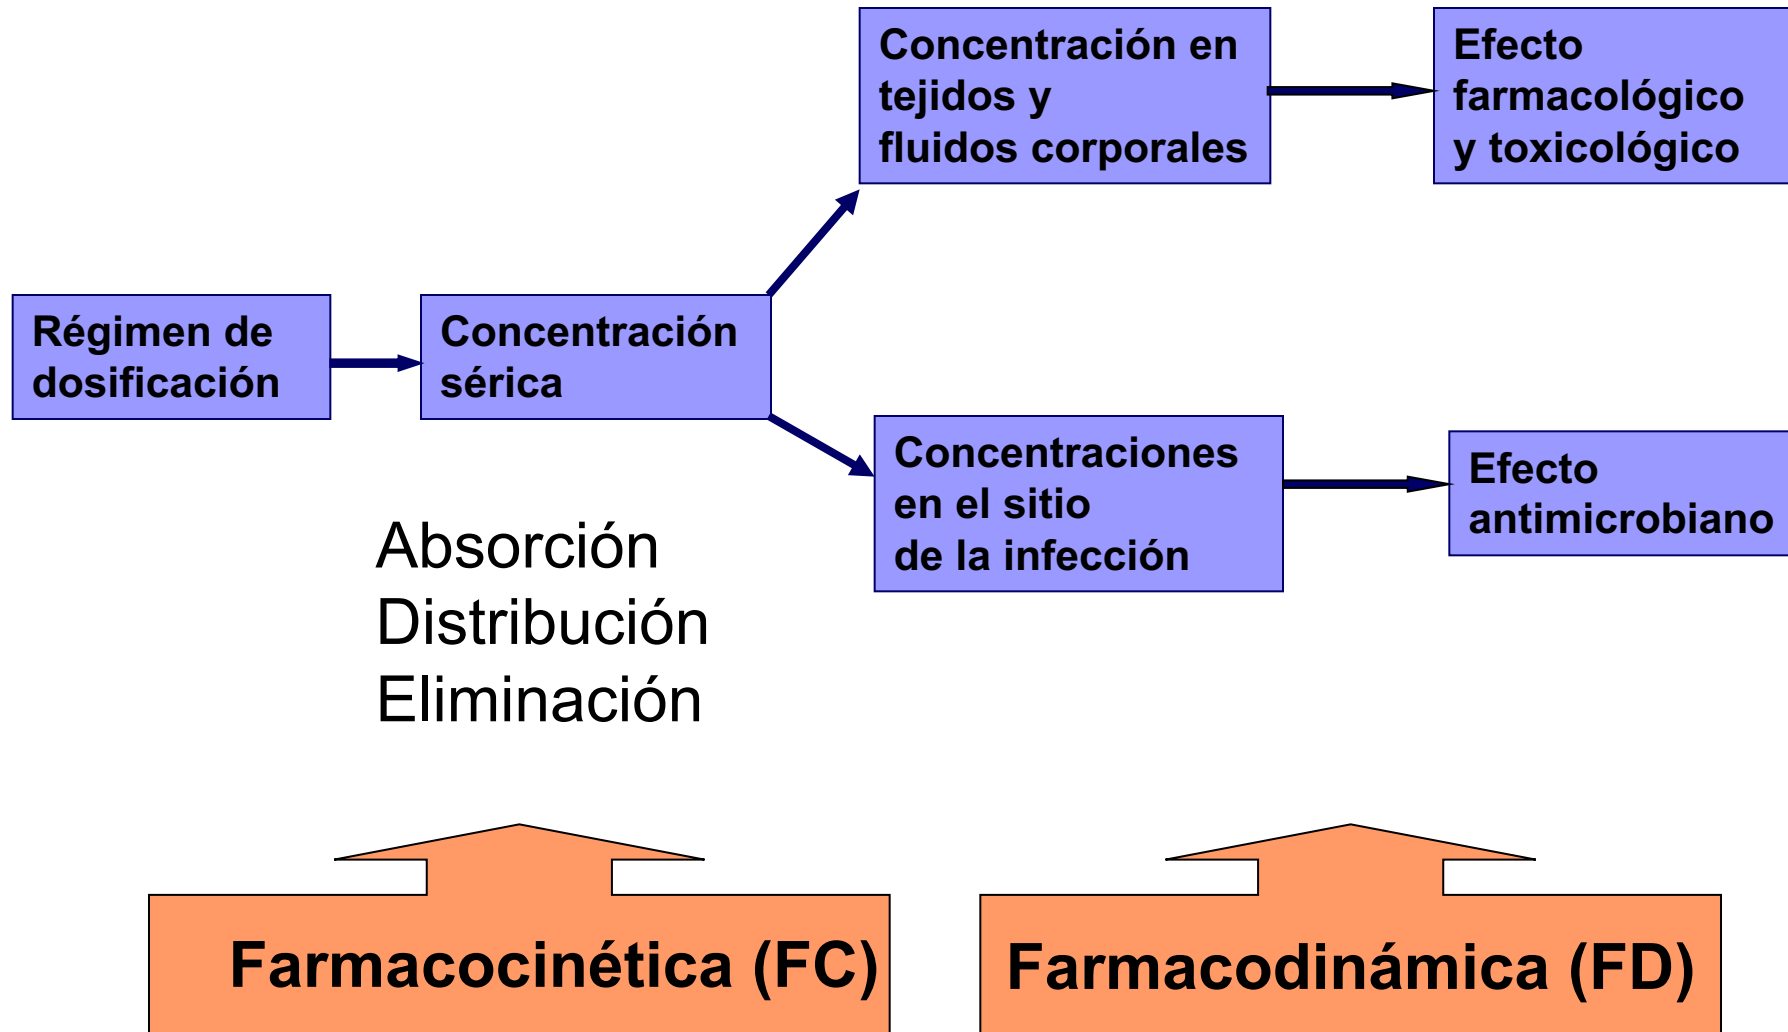 Concentración en
tejidos y
fluidos corporales
Efecto
farmacológico
y toxicológico
Régimen de
dosificación
Concentración
sérica
Concentraciones
en el sitio
de la infección
Efecto
antimicrobiano
Absorción
Distribución
Eliminación
Farmacocinética (FC)
Farmacodinámica (FD)